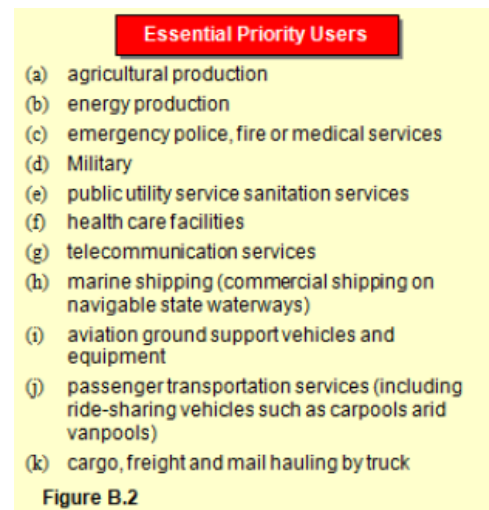 Essential Priority Users
(a) agricultural production
(b) energy production
(c) emergency police, fire or medical services
(d) Military
(e) public utility service sanitation services
(f) health care facilities
(g) telecommunication services
(h) marine shipping (commercial shipping on
navigable state waterways)
(i) aviation ground support vehicles and
equipment
(j) passenger transportation services (including
ride-sharing vehicles such as carpools arid
vanpools)
(k) cargo, freight and mail hauling by truck
Figure B.2